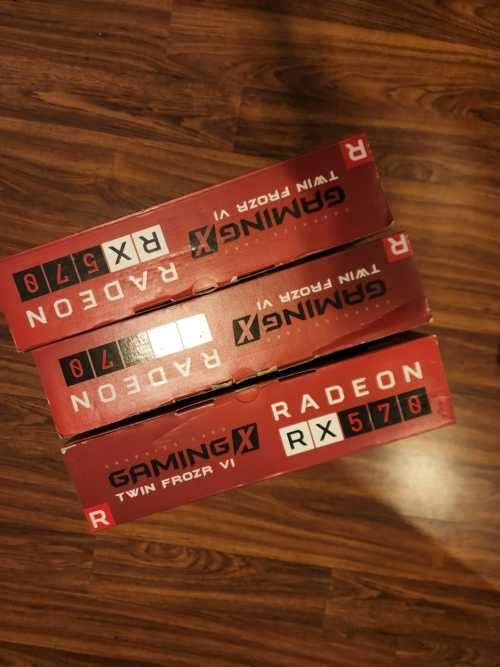 R
TWIN FROZR VI
GAMING X
RADEON
RX 570
R
TWIN FROZR VI
GAMING X
RADEON
70
RADEON
RX 570
GAMING X
TWIN FROZR VI
R